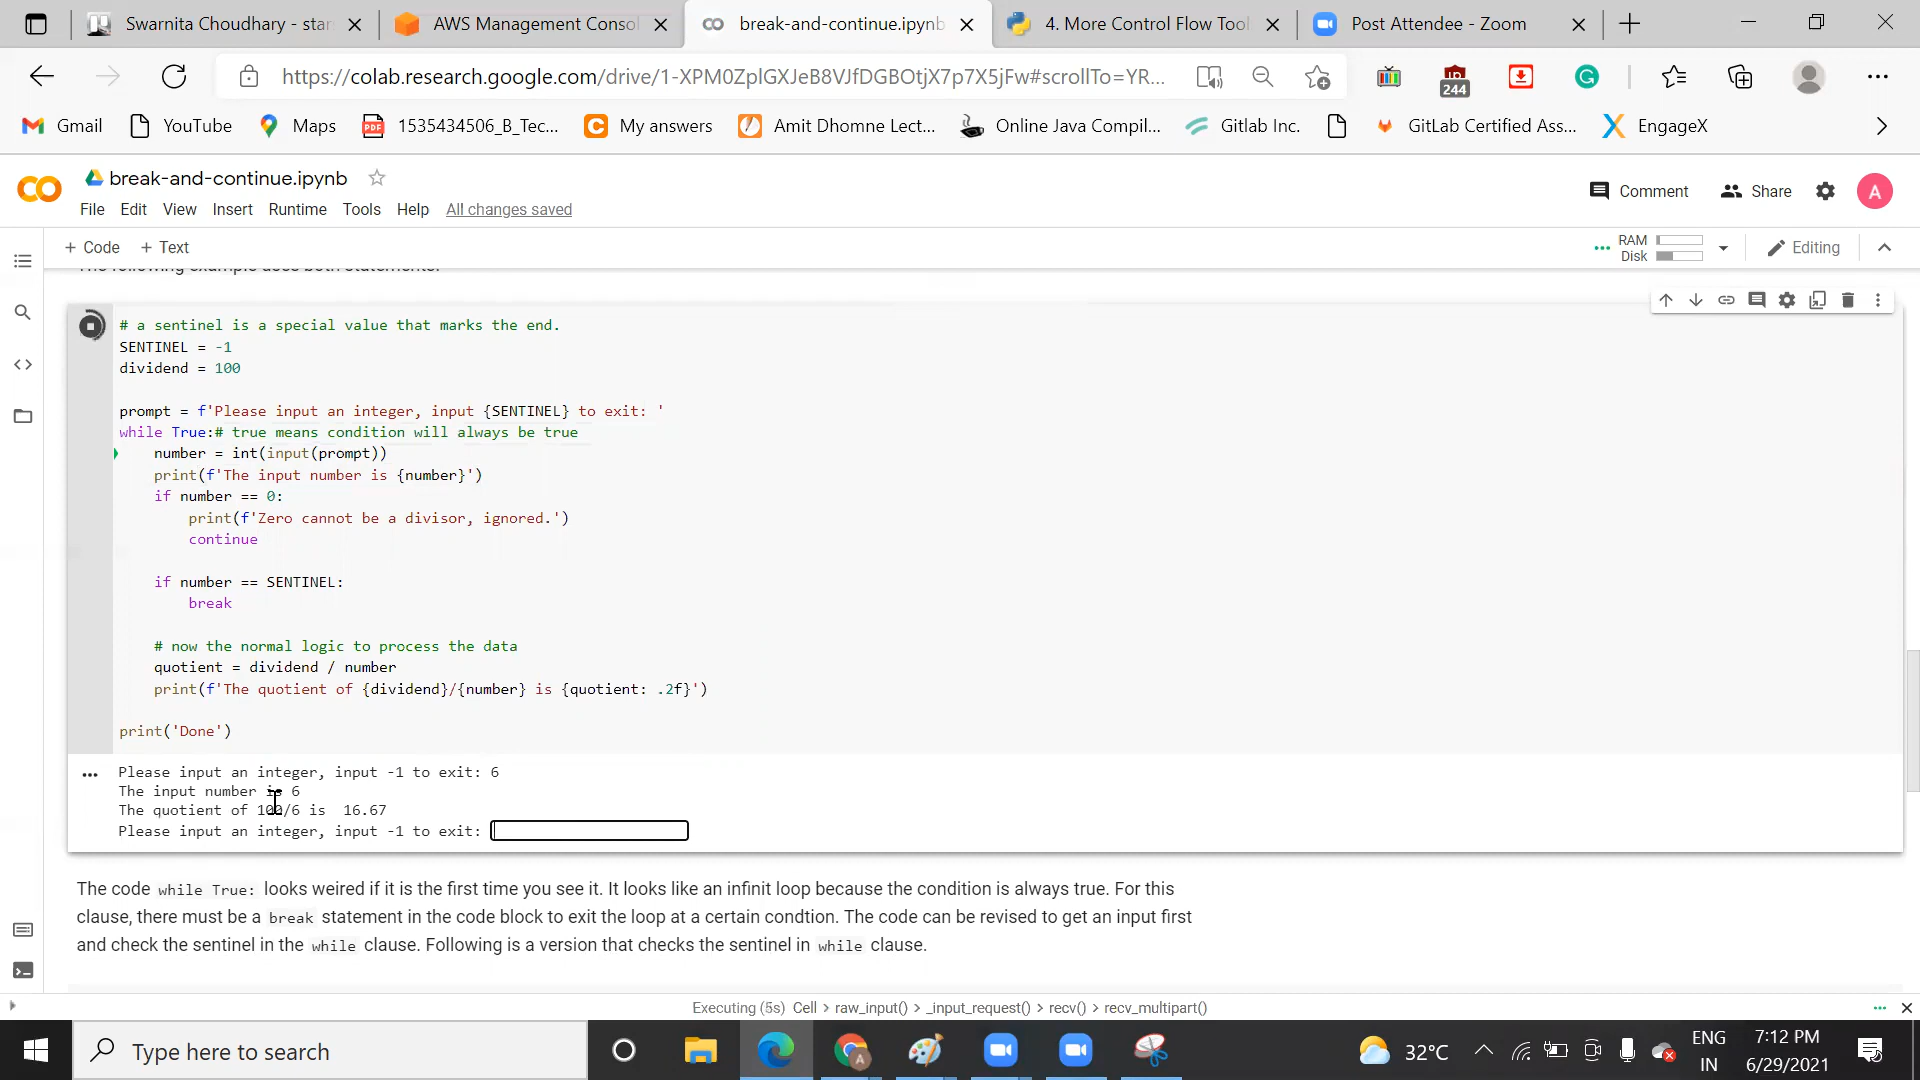 Swarnita Choudhary - star
AWS Management Consol
break-and-continue.ipynb
4. More Control Flow Tool
Post Attendee - Zoom
https://colab.research.google.com/drive/1-XPM0ZplGXJeB8VJfDGBOtjX7p7X5jFw#scrollTo=YR...
244
Gmail
YouTube
Maps
PDF
1535434506_B_Tec...
My answers
Amit Dhomne Lect...
Online Java Compil...
Gitlab Inc.
GitLab Certified Ass...
EngageX
break-and-continue.ipynb
Comment
Share
A
File Edit View Insert Runtime Tools Help All changes saved
+ Code + Text
RAM
Disk
Editing
The following example uses both statements.
# a sentinel is a special value that marks the end.
SENTINEL = -1
dividend = 100
prompt = f'Please input an integer, input {SENTINEL} to exit: '
while True:# true means condition will always be true
number = int(input(prompt))
print(f'The input number is {number}')
if number == 0:
print(f'Zero cannot be a divisor, ignored.')
continue
if number == SENTINEL:
break
# now the normal logic to process the data
quotient = dividend / number
print(f'The quotient of {dividend}/{number} is {quotient: .2f}')
print('Done')
Please input an integer, input -1 to exit: 6
The input number is 6
The quotient of 100/6 is  16.67
Please input an integer, input -1 to exit:
The code while True: looks weired if it is the first time you see it. It looks like an infinit loop because the condition is always true. For this
clause, there must be a break statement in the code block to exit the loop at a certain condtion. The code can be revised to get an input first
and check the sentinel in the while clause. Following is a version that checks the sentinel in while clause.
Executing (5s) Cell > raw_input() > _input_request() > recv() > recv_multipart()
Type here to search
A
32°C
ENG
IN
7:12 PM
6/29/2021